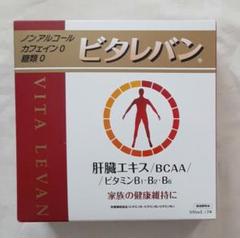 ノンアルコール
カフェイン0
糖類0
ビタレバン®
VITA LEVAN
肝臓エキス/BCAA/
/ビタミンB1・B2・B6
家族の健康維持に